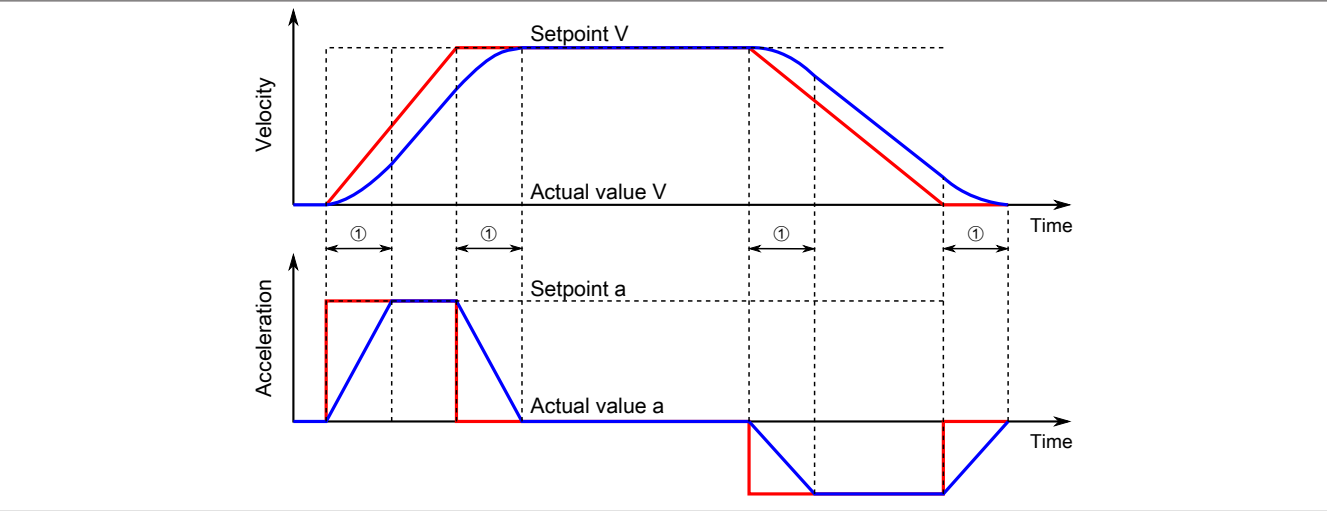 Setpoint V
Velocity
Actual value V
Time
① ① ① ①
Setpoint a
Acceleration
Actual value a
Time